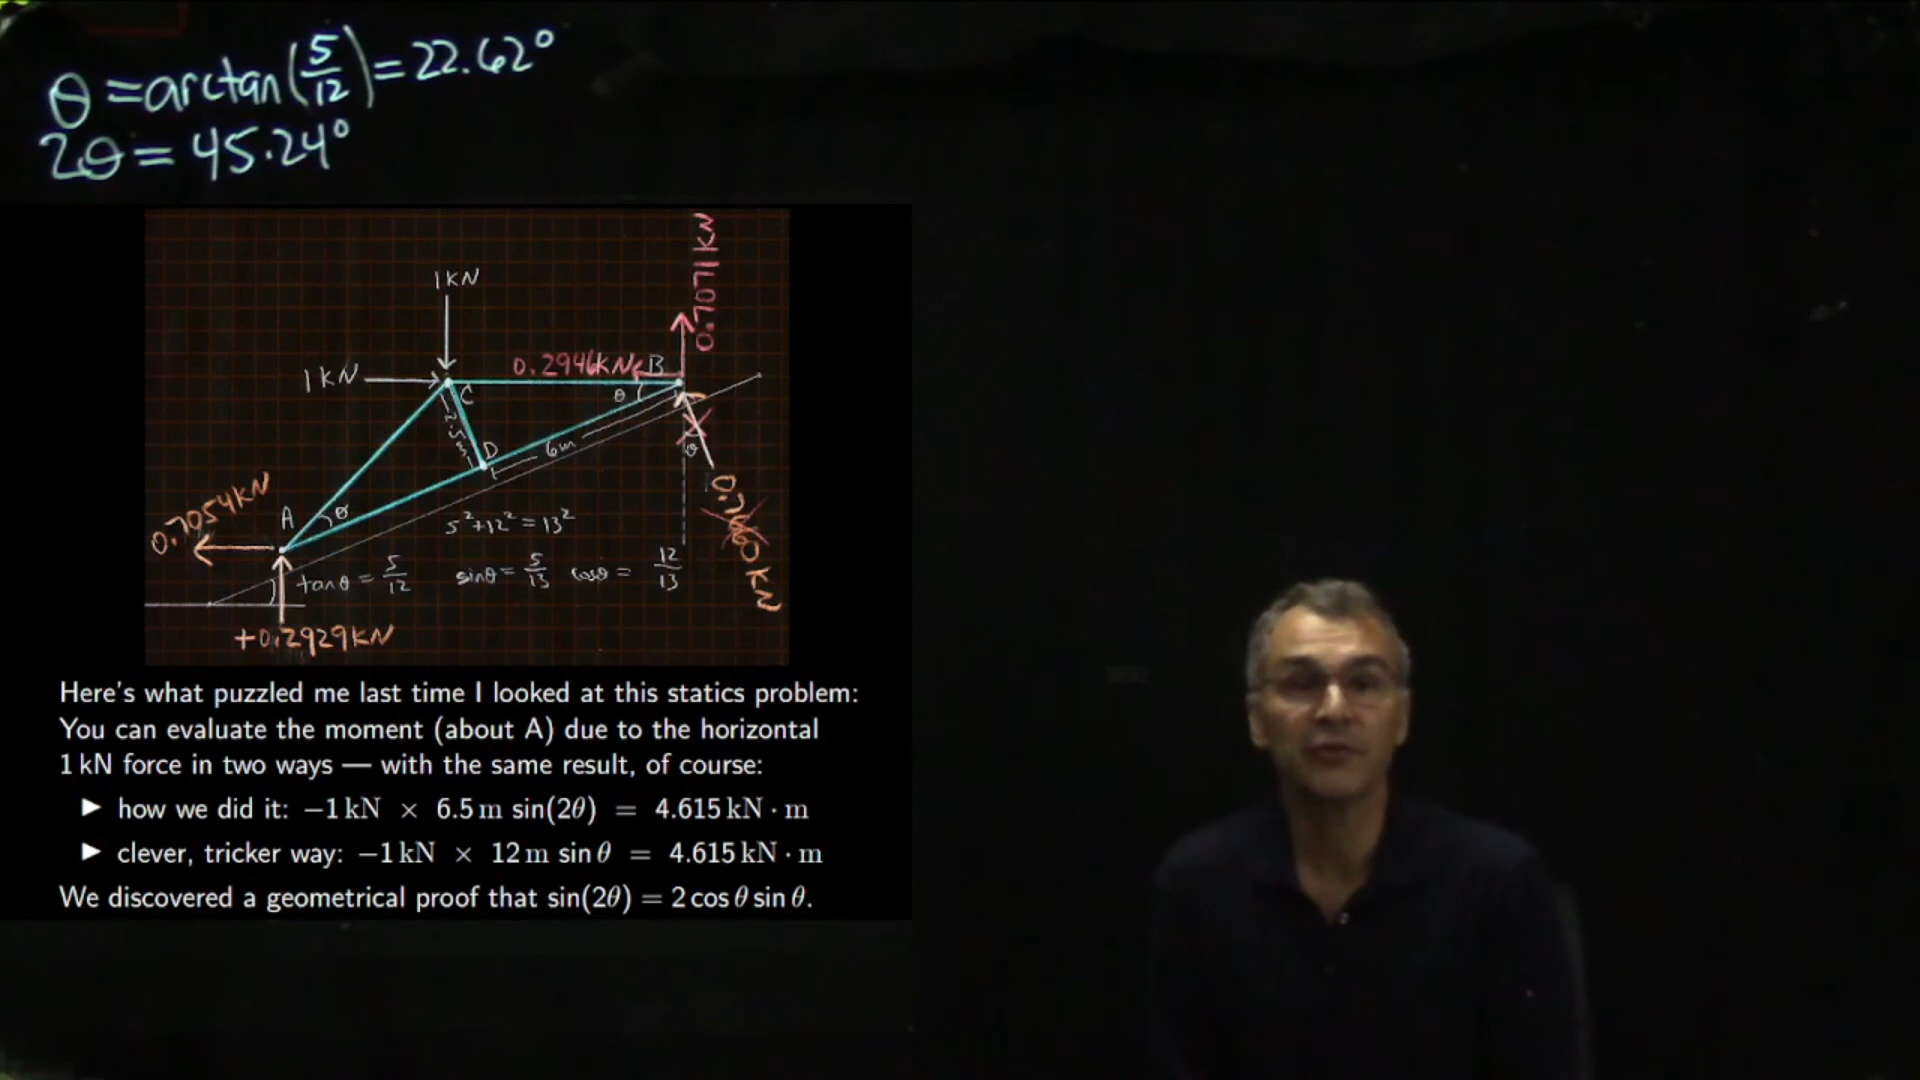 θ = arctan(5/12) = 22.62°
2θ = 45.24°
0.7071 kN
1 kN
1 kN
0.2946 kN
B
C
θ
2.5m
D
6m
θ
0.7054 kN
A
θ
0.7660 kN
5² + 12² = 13²
tan θ = 5/12 sin θ = 5/13 cos θ = 12/13
+0.2929 kN
Here's what puzzled me last time I looked at this statics problem:
You can evaluate the moment (about A) due to the horizontal
1 kN force in two ways — with the same result, of course:
▶ how we did it: −1 kN × 6.5 m sin(2θ) = 4.615 kN · m
▶ clever, tricker way: −1 kN × 12 m sin θ = 4.615 kN · m
We discovered a geometrical proof that sin(2θ) = 2 cos θ sin θ.